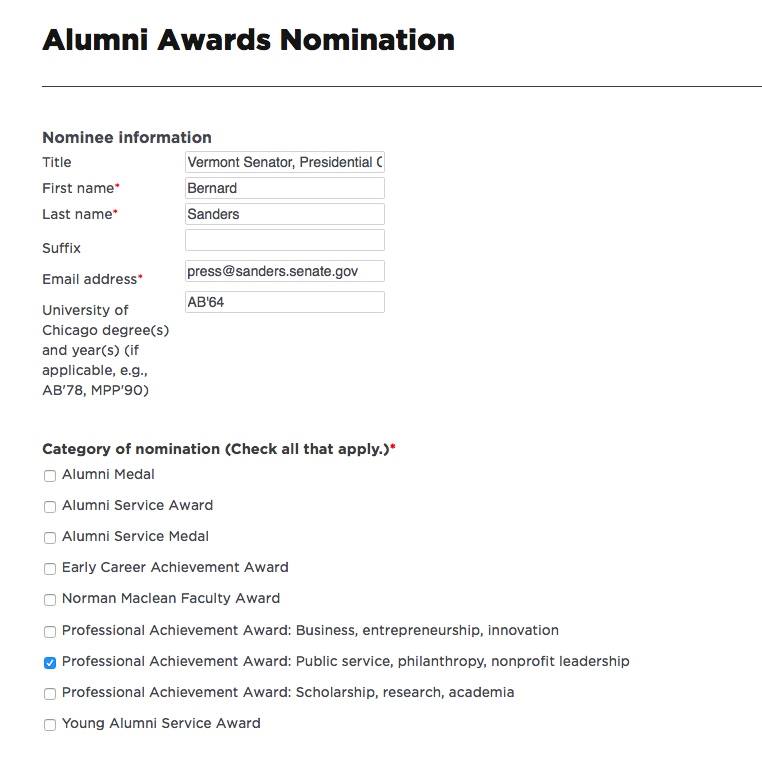 Alumni Awards Nomination
Nominee information
Title
Vermont Senator, Presidential C
First name*
Bernard
Last name*
Sanders
Suffix
Email address*
press@sanders.senate.gov
University of
Chicago degree(s)
and year(s) (if
applicable, e.g.,
AB'78, MPP'90)
AB'64
Category of nomination (Check all that apply.)*
Alumni Medal
Alumni Service Award
Alumni Service Medal
Early Career Achievement Award
Norman Maclean Faculty Award
Professional Achievement Award: Business, entrepreneurship, innovation
Professional Achievement Award: Public service, philanthropy, nonprofit leadership
Professional Achievement Award: Scholarship, research, academia
Young Alumni Service Award